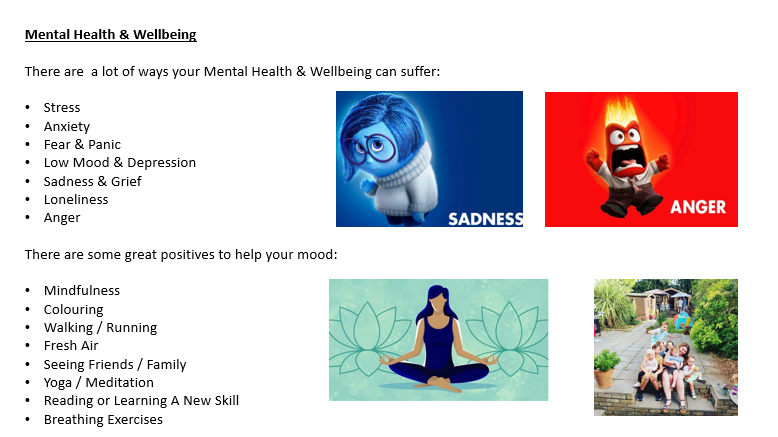 Mental Health & Wellbeing
There are a lot of ways your Mental Health & Wellbeing can suffer:
• Stress
• Anxiety
• Fear & Panic
• Low Mood & Depression
• Sadness & Grief
• Loneliness
• Anger
SADNESS
ANGER
There are some great positives to help your mood:
• Mindfulness
• Colouring
• Walking / Running
• Fresh Air
• Seeing Friends / Family
• Yoga / Meditation
• Reading or Learning A New Skill
• Breathing Exercises